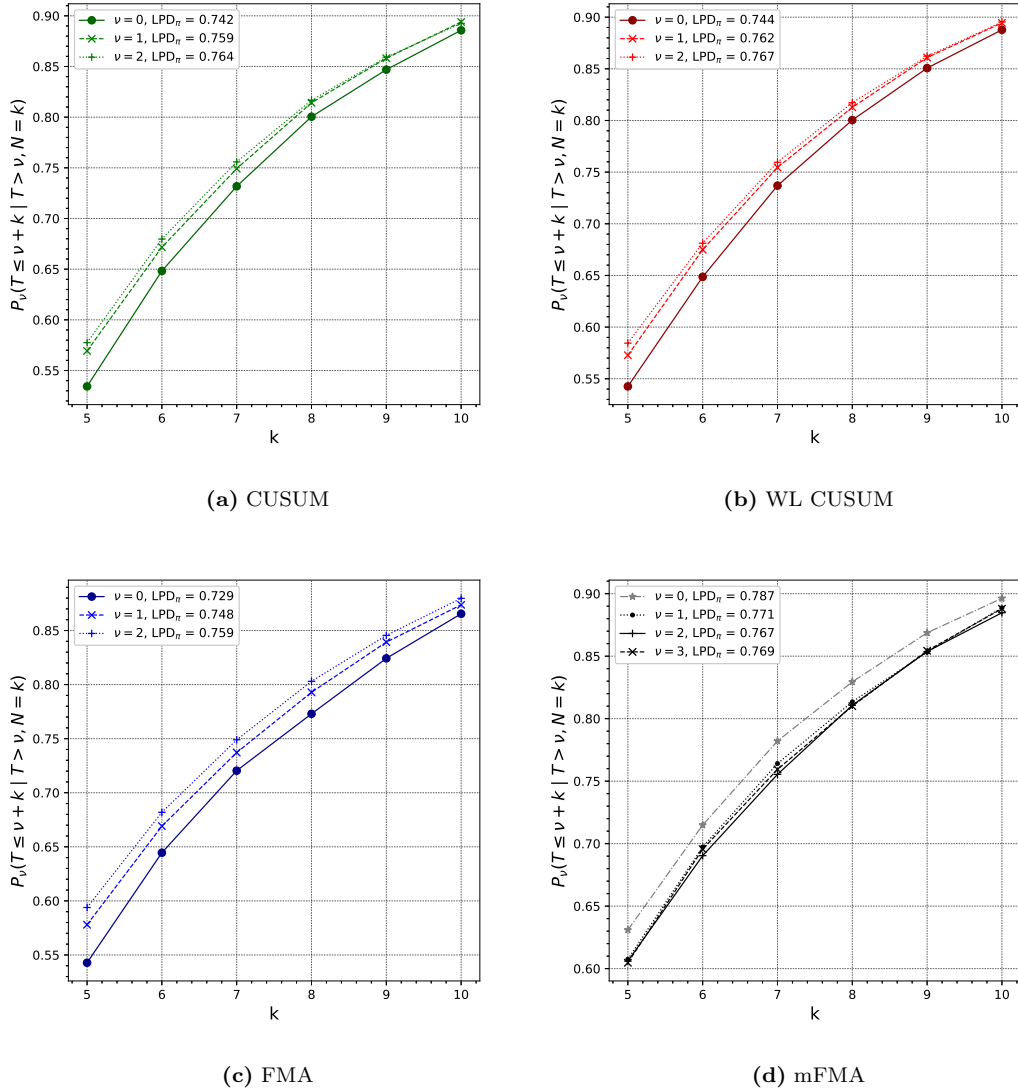 0.90
0.85
0.80
0.75
0.70
0.65
0.60
0.55
P_ν(T ≤ ν + k | T > ν, N = k)
ν = 0, LPD_π = 0.742
ν = 1, LPD_π = 0.759
ν = 2, LPD_π = 0.764
5 6 7 8 9 10
k
(a) CUSUM
0.90
0.85
0.80
0.75
0.70
0.65
0.60
0.55
P_ν(T ≤ ν + k | T > ν, N = k)
ν = 0, LPD_π = 0.744
ν = 1, LPD_π = 0.762
ν = 2, LPD_π = 0.767
5 6 7 8 9 10
k
(b) WL CUSUM
0.85
0.80
0.75
0.70
0.65
0.60
0.55
P_ν(T ≤ ν + k | T > ν, N = k)
ν = 0, LPD_π = 0.729
ν = 1, LPD_π = 0.748
ν = 2, LPD_π = 0.759
5 6 7 8 9 10
k
(c) FMA
0.90
0.85
0.80
0.75
0.70
0.65
0.60
P_ν(T ≤ ν + k | T > ν, N = k)
ν = 0, LPD_π = 0.787
ν = 1, LPD_π = 0.771
ν = 2, LPD_π = 0.767
ν = 3, LPD_π = 0.769
5 6 7 8 9 10
k
(d) mFMA